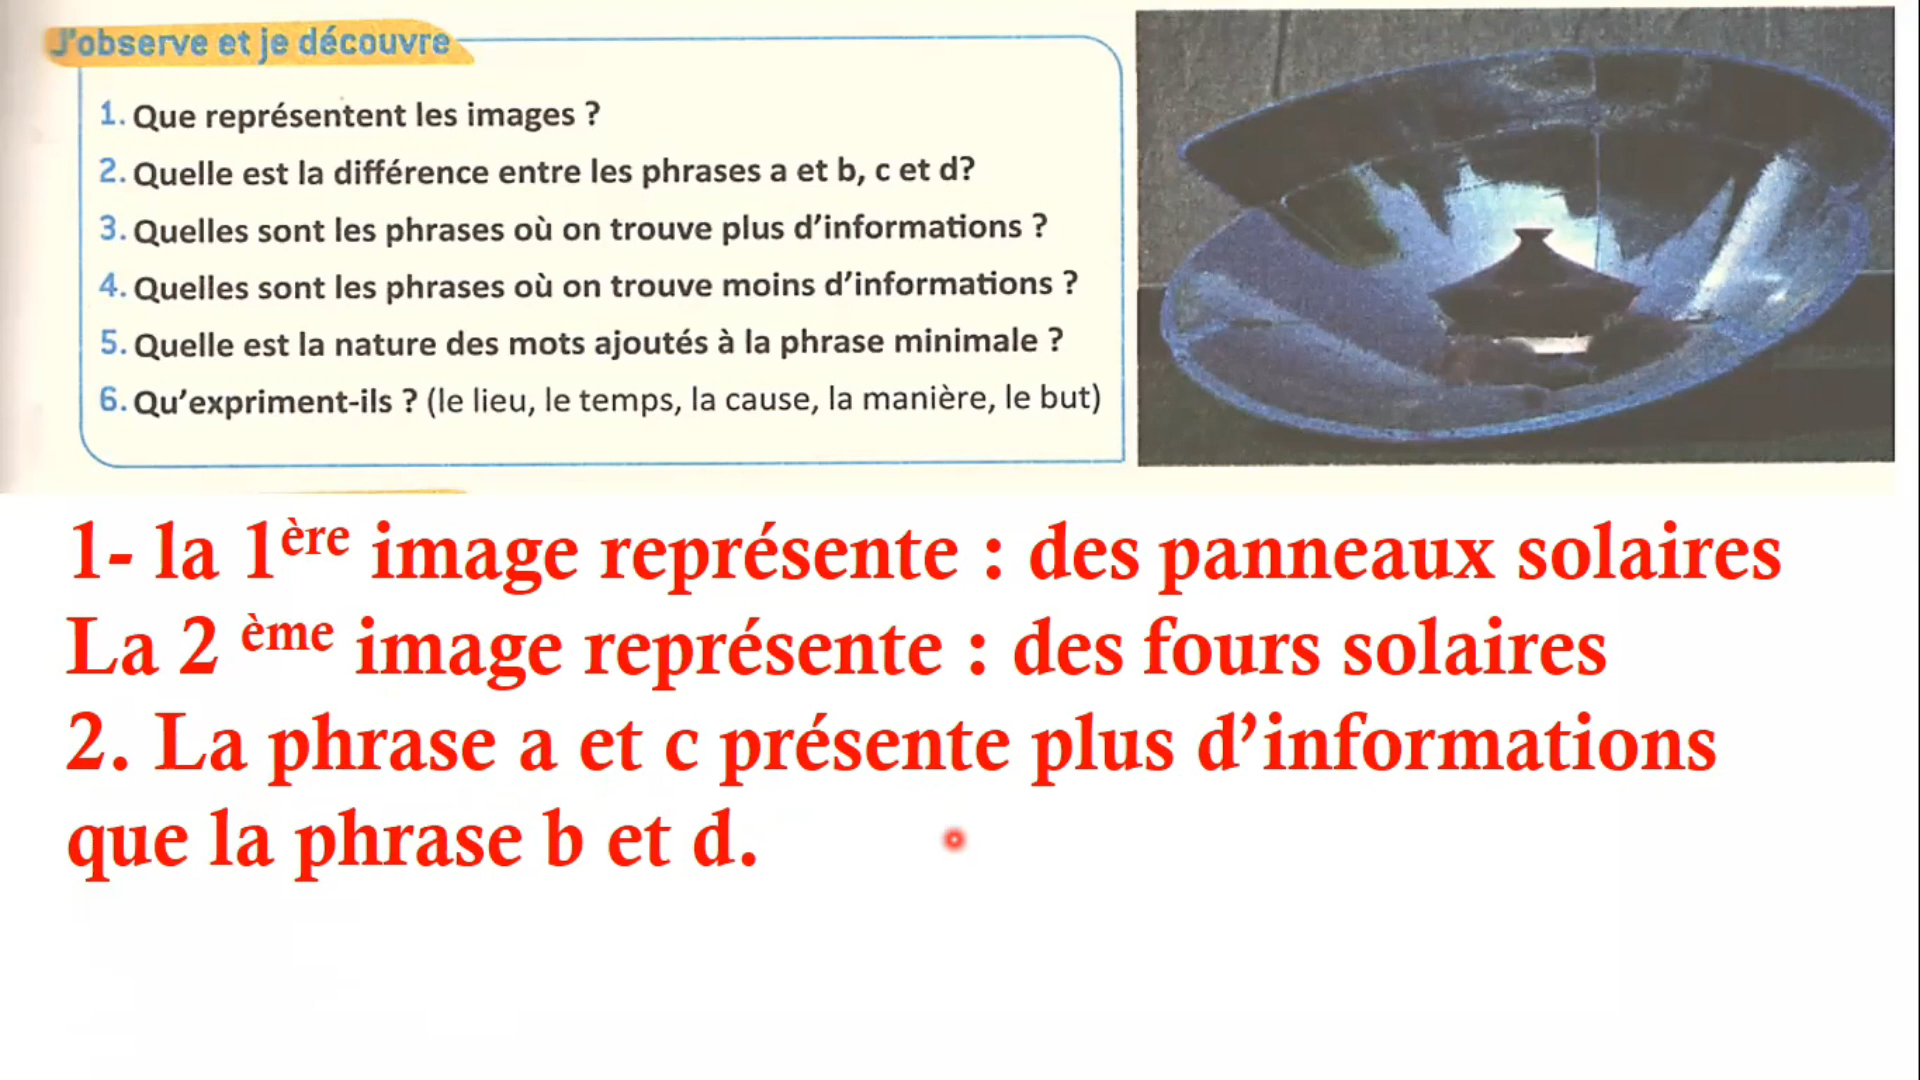 J'observe et je découvre
1. Que représentent les images ?
2. Quelle est la différence entre les phrases a et b, c et d?
3. Quelles sont les phrases où on trouve plus d'informations ?
4. Quelles sont les phrases où on trouve moins d'informations ?
5. Quelle est la nature des mots ajoutés à la phrase minimale ?
6. Qu'expriment-ils ? (le lieu, le temps, la cause, la manière, le but)
1- la 1ère image représente : des panneaux solaires
La 2 ème image représente : des fours solaires
2. La phrase a et c présente plus d'informations
que la phrase b et d.